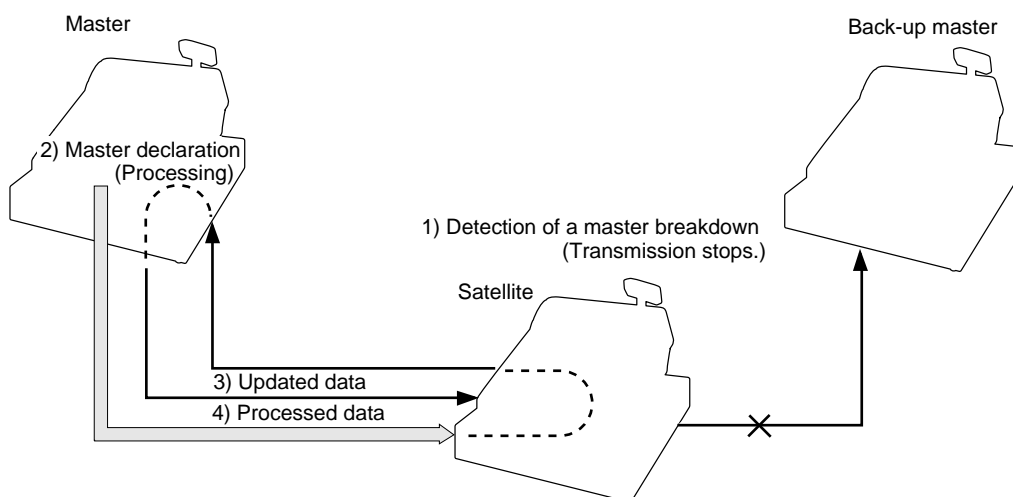 Master
Back-up master
2) Master declaration
(Processing)
1) Detection of a master breakdown
(Transmission stops.)
Satellite
3) Updated data
4) Processed data